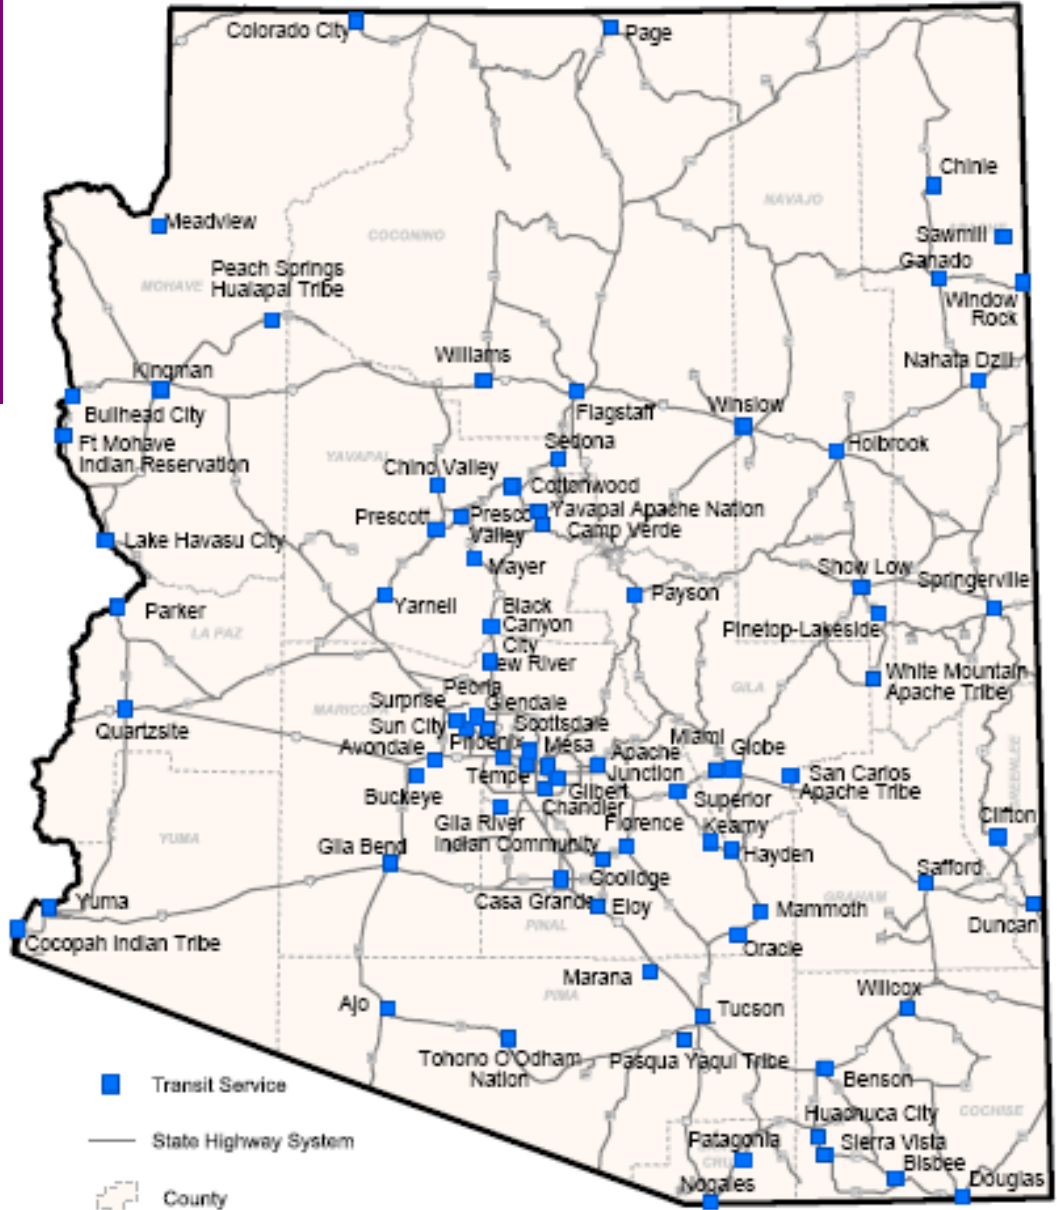 Colorado City
Page
Chinle
NAVAJO
Meadview
COCONINO
Sawmill
Peach Springs
Hualapai Tribe
MOHAVE
Ganado
Window
Rock
Williams
Nahata Dziil
Kingman
Bullhead City
Flagstaff
Winslow
Ft Mohave
Indian Reservation
Sedona
Holbrook
YAVAPAI
Chino Valley
Cottonwood
Prescott
Presco
Valley
Yavapai Apache Nation
Camp Verde
Lake Havasu City
Mayer
Show Low
Springerville
Payson
Parker
Yarnell
Black
Canyon
City
Pinetop-Lakeside
LA PAZ
ew River
White Mountain
Apache Tribe
Peoria
GILA
Surprise
Glendale
MARICOPA
Sun City
Scottsdale
Quartzsite
Phoenix
Miami
Avondale
Mesa
Apache
Junction
Globe
GREENLEE
Tempe
San Carlos
Apache Tribe
Buckeye
Gilbert
Chandler
Superior
Gila River
Indian Community
Florence
Kearny
Clifton
YUMA
Gila Bend
Hayden
Coolidge
Safford
Casa Grande
Eloy
GRAHAM
Yuma
Mammoth
Duncan
PINAL
Cocopah Indian Tribe
Oracle
Marana
Willcox
PIMA
Ajo
Tucson
Tohono O'Odham
Nation
Pasqua Yaqui Tribe
Benson
Transit Service
Huachuca City
COCHISE
State Highway System
Patagonia
Sierra Vista
Bisbee
Nogales
Douglas
County